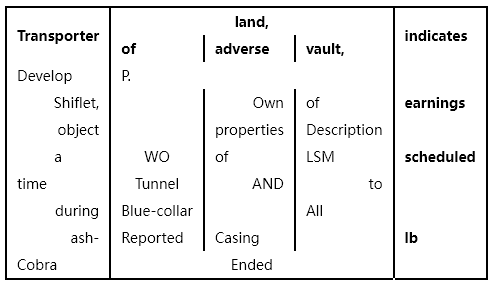 Transporter land, indicates
of adverse vault,
Develop P.
Shiflet, Own of earnings
object properties Description
a WO of LSM scheduled
time Tunnel AND to
during Blue-collar All
ash- Reported Casing lb
Cobra Ended